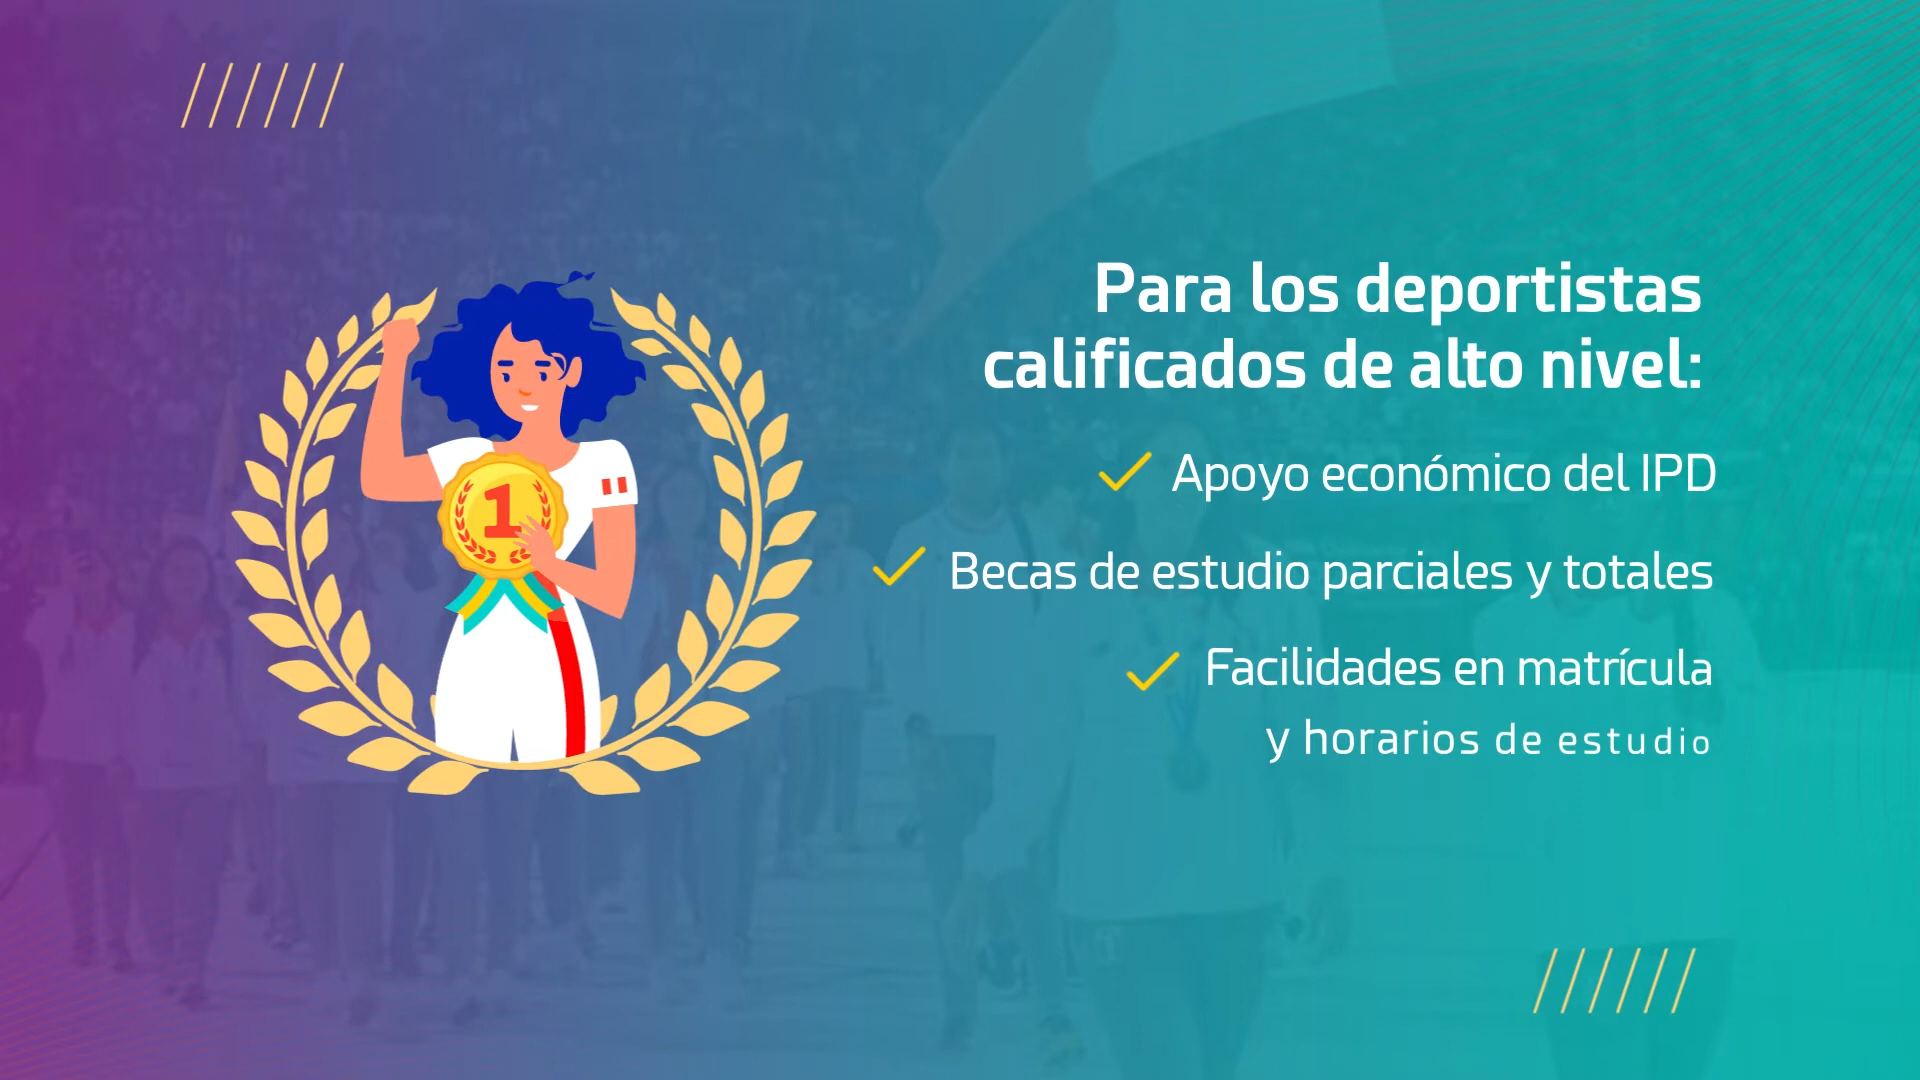 Para los deportistas
calificados de alto nivel:
Apoyo económico del IPD
Becas de estudio parciales y totales
Facilidades en matrícula
y horarios de estudio
1